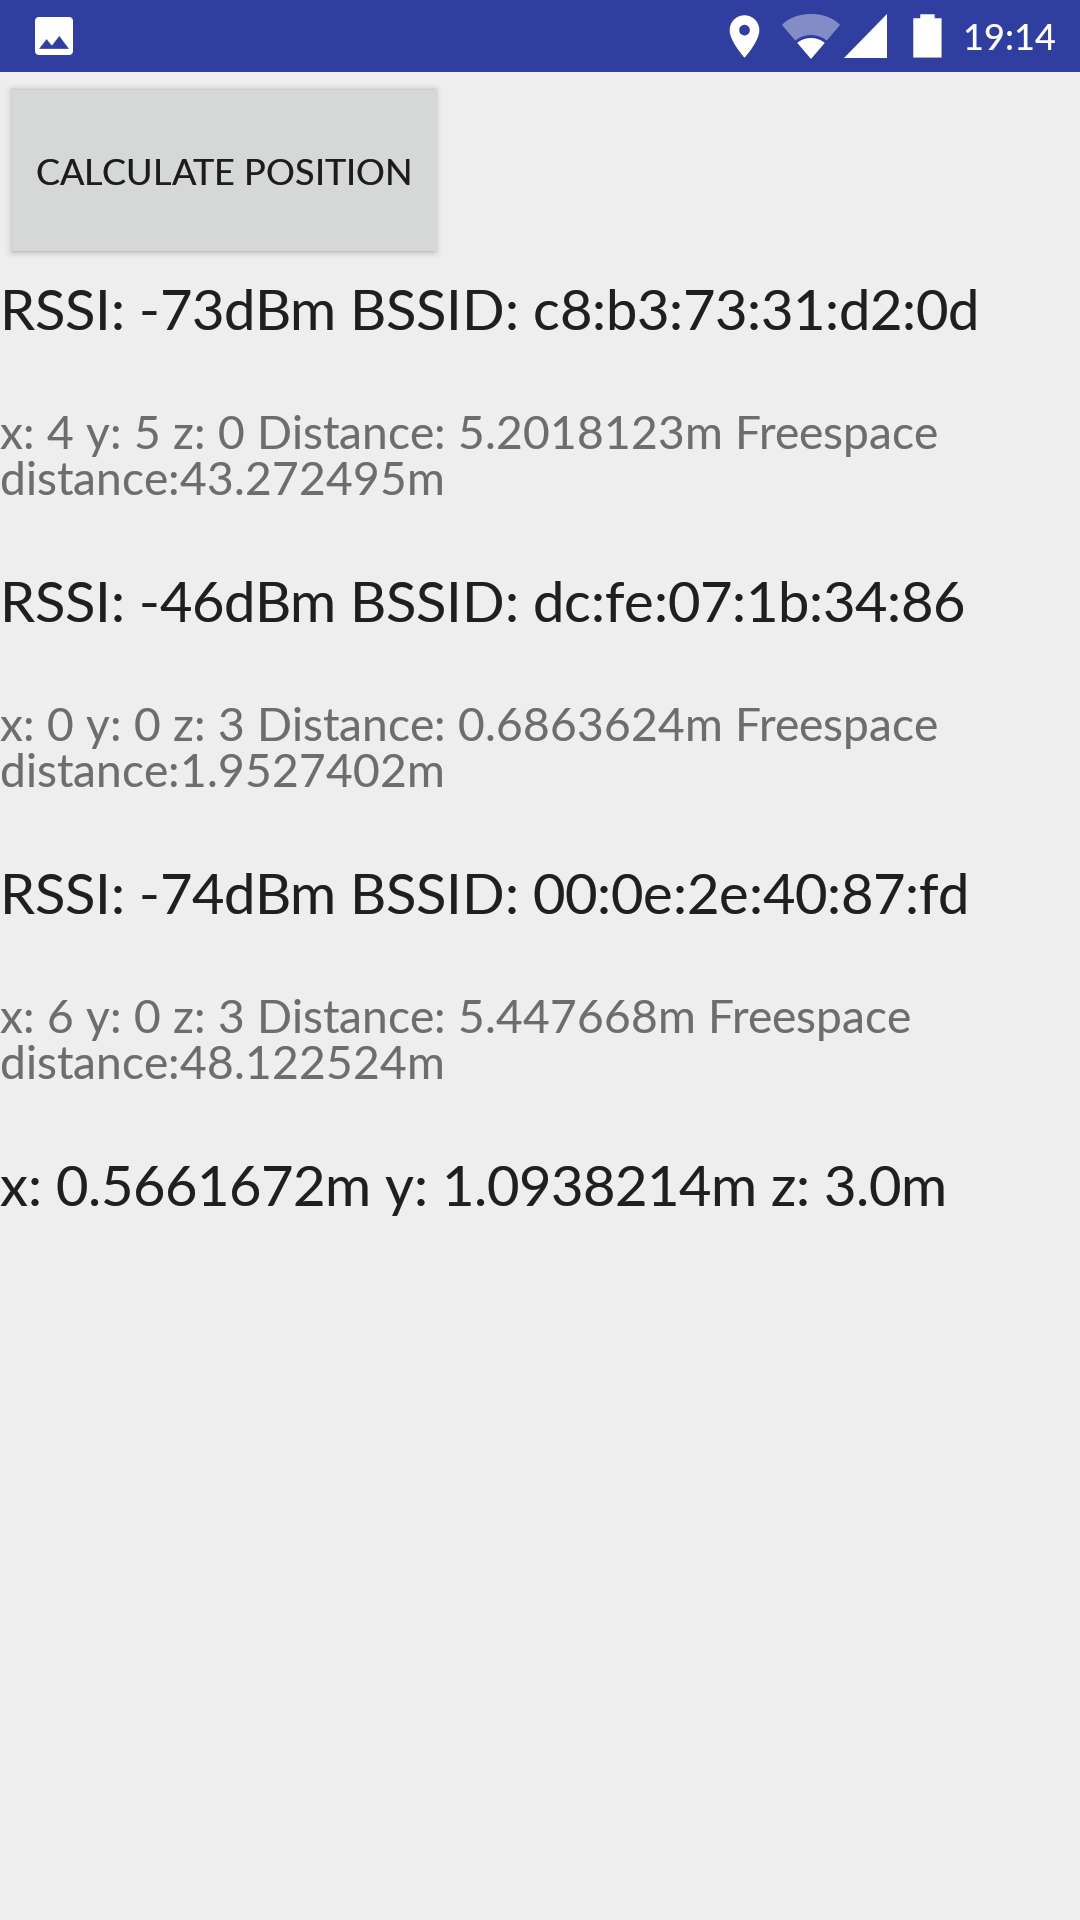 19:14
CALCULATE POSITION
RSSI: -73dBm BSSID: c8:b3:73:31:d2:0d
x: 4 y: 5 z: 0 Distance: 5.2018123m Freespace
distance:43.272495m
RSSI: -46dBm BSSID: dc:fe:07:1b:34:86
x: 0 y: 0 z: 3 Distance: 0.6863624m Freespace
distance:1.9527402m
RSSI: -74dBm BSSID: 00:0e:2e:40:87:fd
x: 6 y: 0 z: 3 Distance: 5.447668m Freespace
distance:48.122524m
x: 0.5661672m y: 1.0938214m z: 3.0m